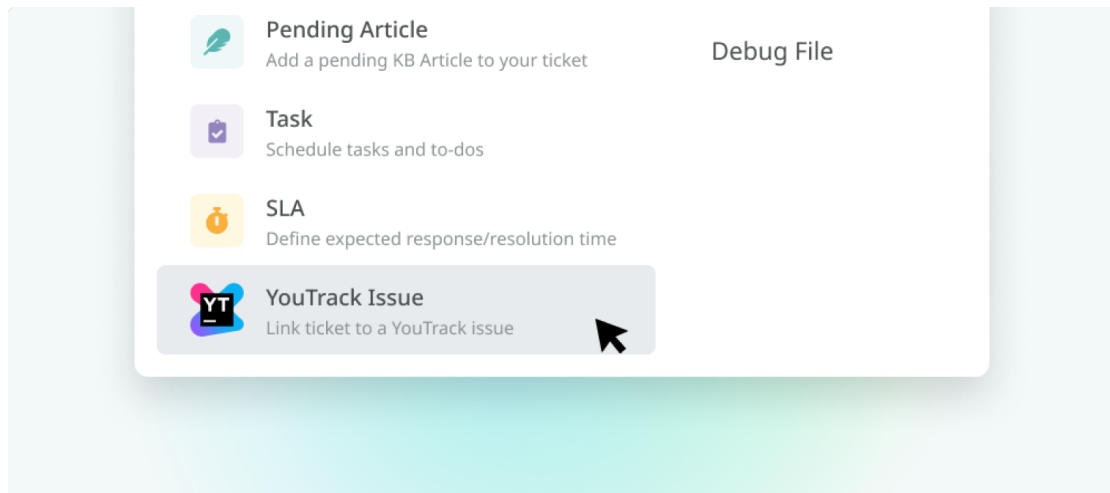 Pending Article
Add a pending KB Article to your ticket
Debug File
Task
Schedule tasks and to-dos
SLA
Define expected response/resolution time
YT
YouTrack Issue
Link ticket to a YouTrack issue